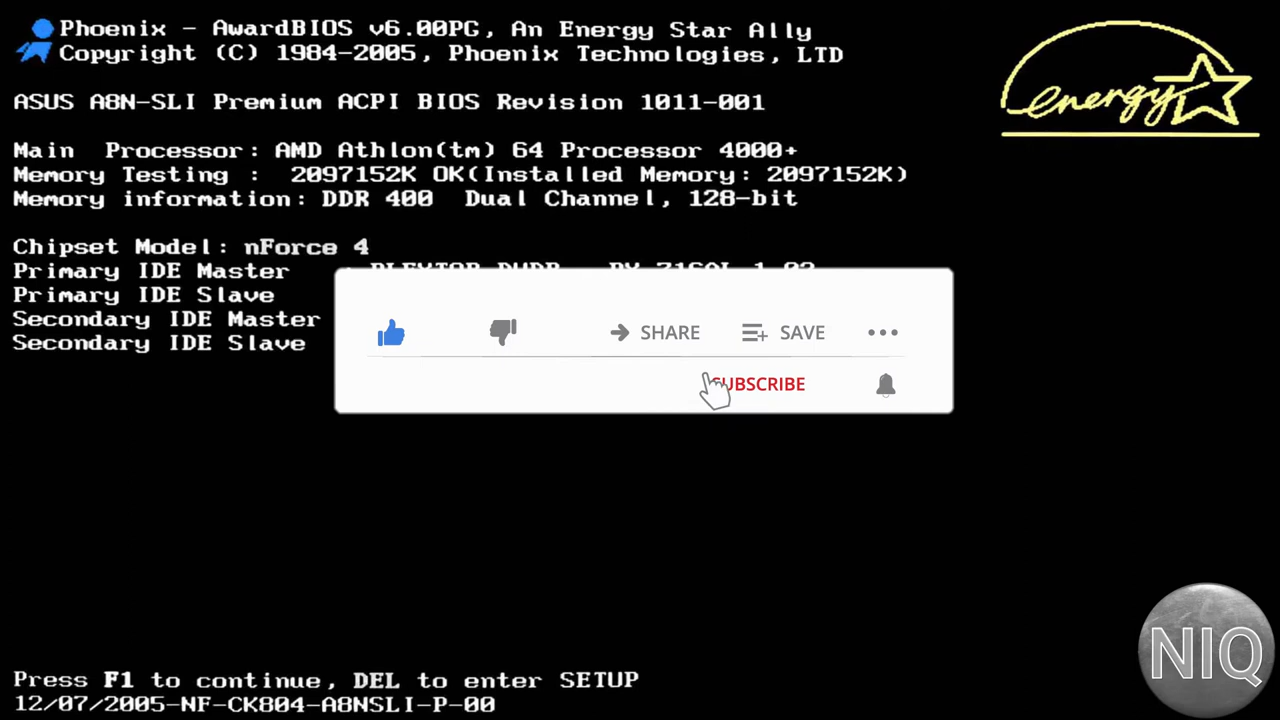 Phoenix - AwardBIOS v6.00PG, An Energy Star Ally
Copyright (C) 1984-2005, Phoenix Technologies, LTD
energy
ASUS A8N-SLI Premium ACPI BIOS Revision 1011-001
Main Processor: AMD Athlon(tm) 64 Processor 4000+
Memory Testing : 2097152K OK(Installed Memory: 2097152K)
Memory information: DDR 400 Dual Channel, 128-bit
Chipset Model: nForce 4
Primary IDE Master
Primary IDE Slave
Secondary IDE Master
Secondary IDE Slave
SHARE SAVE
SUBSCRIBE
Press F1 to continue, DEL to enter SETUP
12/07/2005-NF-CK804-A8NSLI-P-00
NIQ